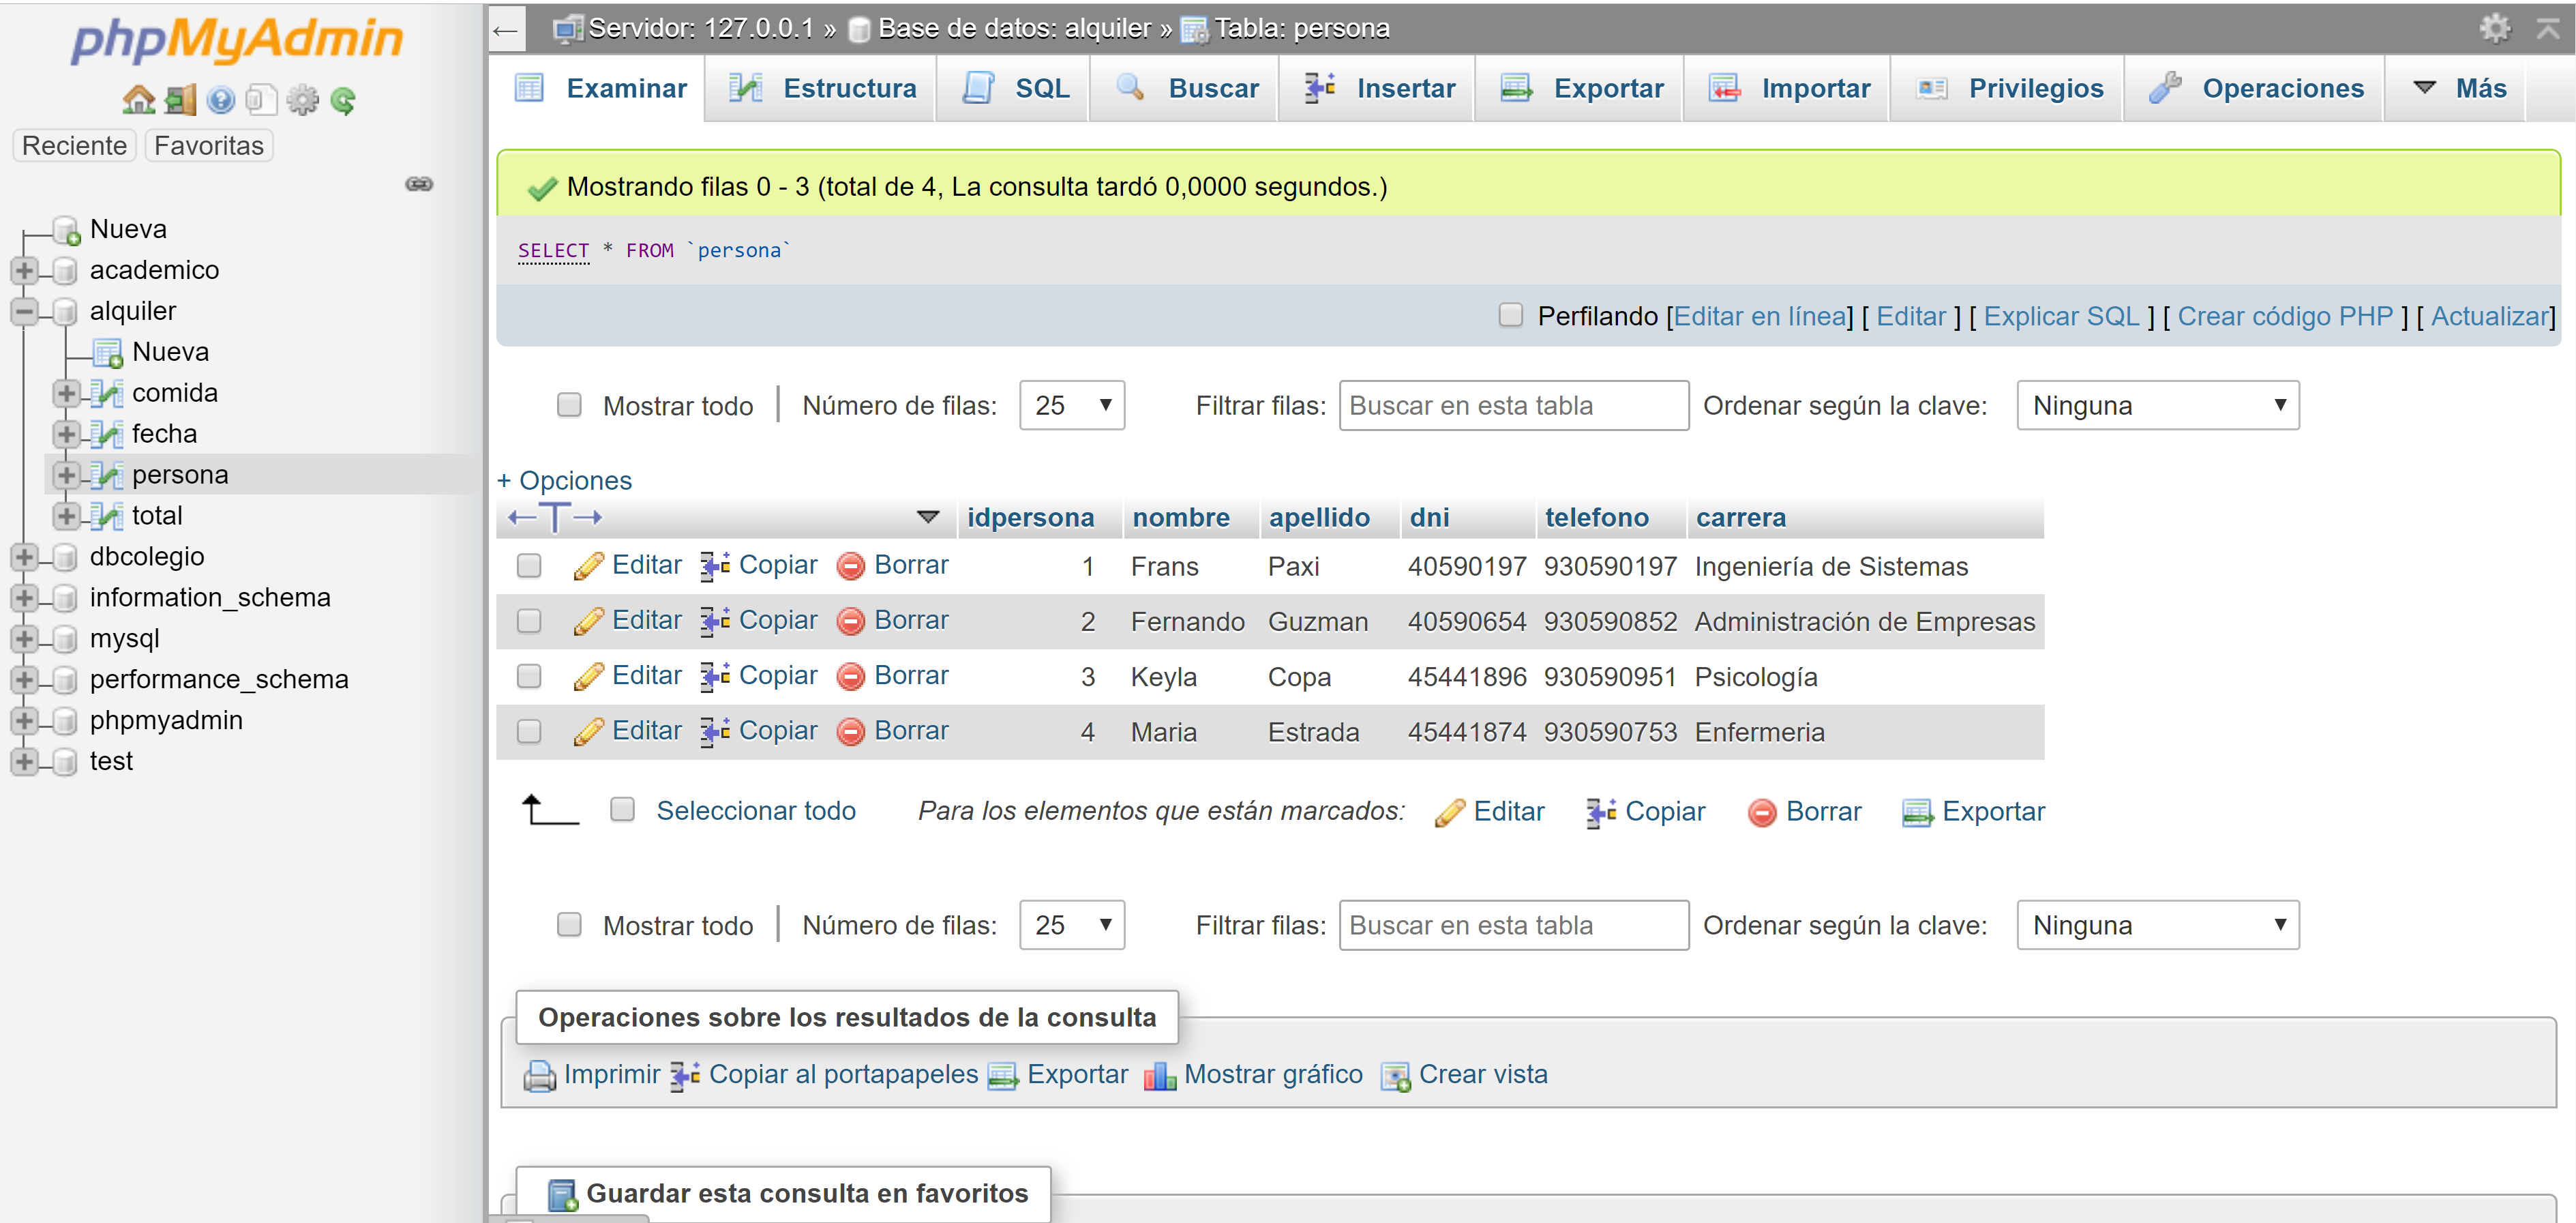 phpMyAdmin
Reciente Favoritas
Nueva
academico
alquiler
Nueva
comida
fecha
persona
total
dbcolegio
information_schema
mysql
performance_schema
phpmyadmin
test
Servidor: 127.0.0.1 » Base de datos: alquiler » Tabla: persona
Examinar Estructura SQL Buscar Insertar Exportar Importar Privilegios Operaciones Más
Mostrando filas 0 - 3 (total de 4, La consulta tardó 0,0000 segundos.)
SELECT * FROM `persona`
Perfilando [Editar en línea] [ Editar ] [ Explicar SQL ] [ Crear código PHP ] [ Actualizar]
Mostrar todo | Número de filas: 25 Filtrar filas: Buscar en esta tabla Ordenar según la clave: Ninguna
+ Opciones
←T→ idpersona nombre apellido dni telefono carrera
Editar Copiar Borrar 1 Frans Paxi 40590197 930590197 Ingeniería de Sistemas
Editar Copiar Borrar 2 Fernando Guzman 40590654 930590852 Administración de Empresas
Editar Copiar Borrar 3 Keyla Copa 45441896 930590951 Psicología
Editar Copiar Borrar 4 Maria Estrada 45441874 930590753 Enfermeria
Seleccionar todo Para los elementos que están marcados: Editar Copiar Borrar Exportar
Mostrar todo | Número de filas: 25 Filtrar filas: Buscar en esta tabla Ordenar según la clave: Ninguna
Operaciones sobre los resultados de la consulta
Imprimir Copiar al portapapeles Exportar Mostrar gráfico Crear vista
Guardar esta consulta en favoritos